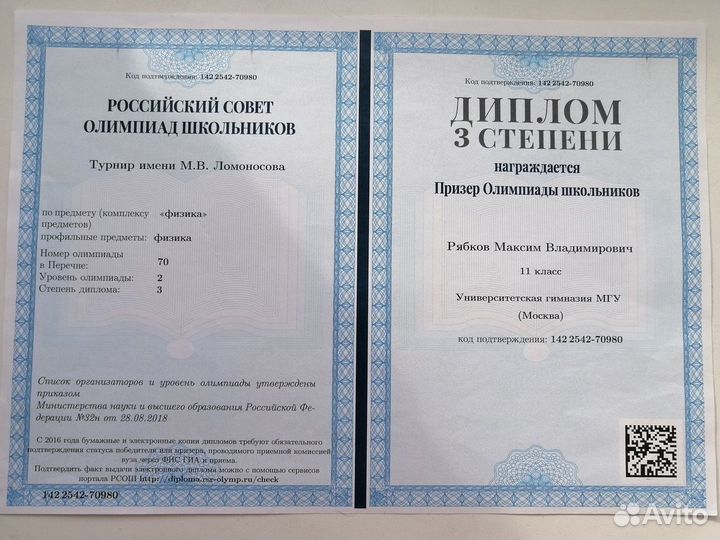 Код подтверждения: 142 2542-70980
РОССИЙСКИЙ СОВЕТ
ОЛИМПИАД ШКОЛЬНИКОВ
Турнир имени М.В. Ломоносова
по предмету (комплексу предметов) «физика»
профильные предметы: физика
Номер олимпиады
в Перечне: 70
Уровень олимпиады: 2
Степень диплома: 3
Список организаторов и уровень олимпиады утверждены
приказом
Министерства науки и высшего образования Российской Фе-
дерации №32н от 28.08.2018
С 2016 года бумажные и электронные копии дипломов требуют обязательного
подтверждения статуса победителя или призера, проводимого приемной комиссией
вуза через ФИС ГИА и приема.
Подтвердить факт выдачи электронного диплома можно с помощью сервисов
портала РСОШ http://diploma.rsr-olymp.ru/check
142 2542-70980
Код подтверждения: 142 2542-70980
ДИПЛОМ
3 СТЕПЕНИ
награждается
Призер Олимпиады школьников
Рябков Максим Владимирович
11 класс
Университетская гимназия МГУ
(Москва)
код подтверждения: 142 2542-70980
Avito